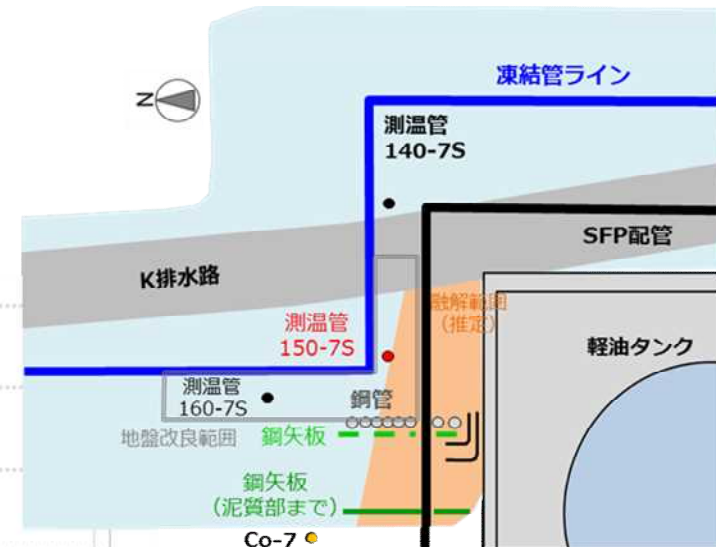 凍結管ライン
Z
測温管
140-7S
SFP配管
K排水路
融解範囲
(推定)
測温管
150-7S
軽油タンク
測温管
160-7S
鋼管
地盤改良範囲
鋼矢板
鋼矢板
(泥質部まで)
Co-7